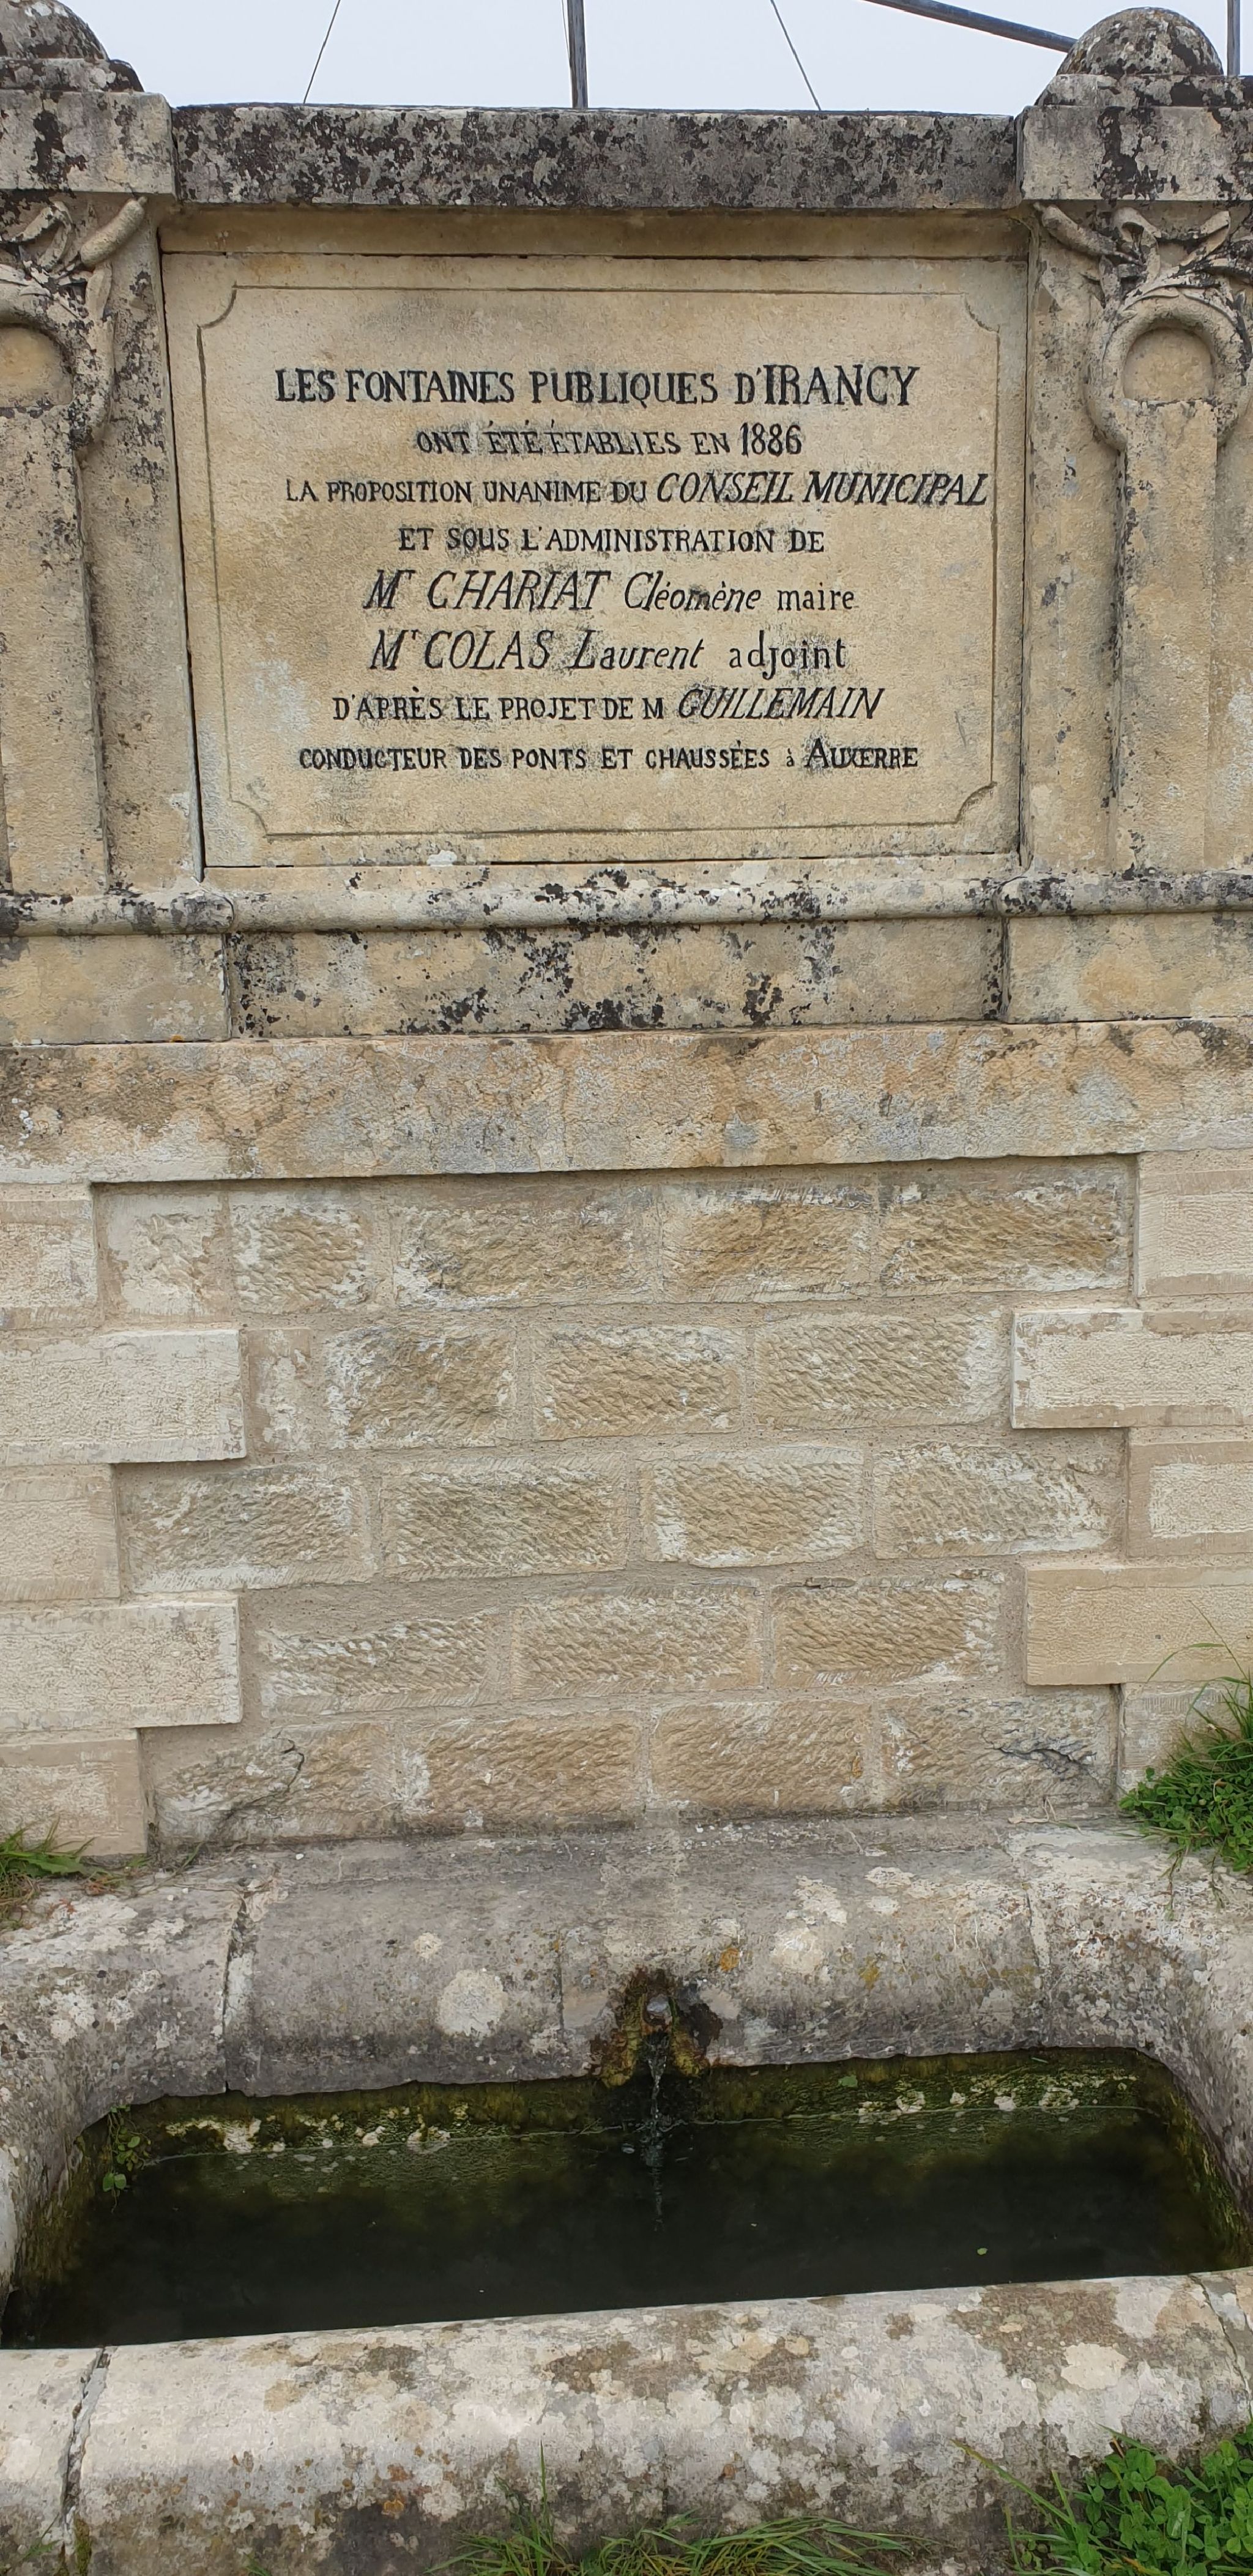 LES FONTAINES PUBLIQUES D'IRANCY
ONT ÉTÉ ÉTABLIES EN 1886
LA PROPOSITION UNANIME DU CONSEIL MUNICIPAL
ET SOUS L'ADMINISTRATION DE
Mr CHARIAT Cléomène maire
Mr COLAS Laurent adjoint
D'APRÈS LE PROJET DE M GUILLEMAIN
CONDUCTEUR DES PONTS ET CHAUSSÉES à AUXERRE